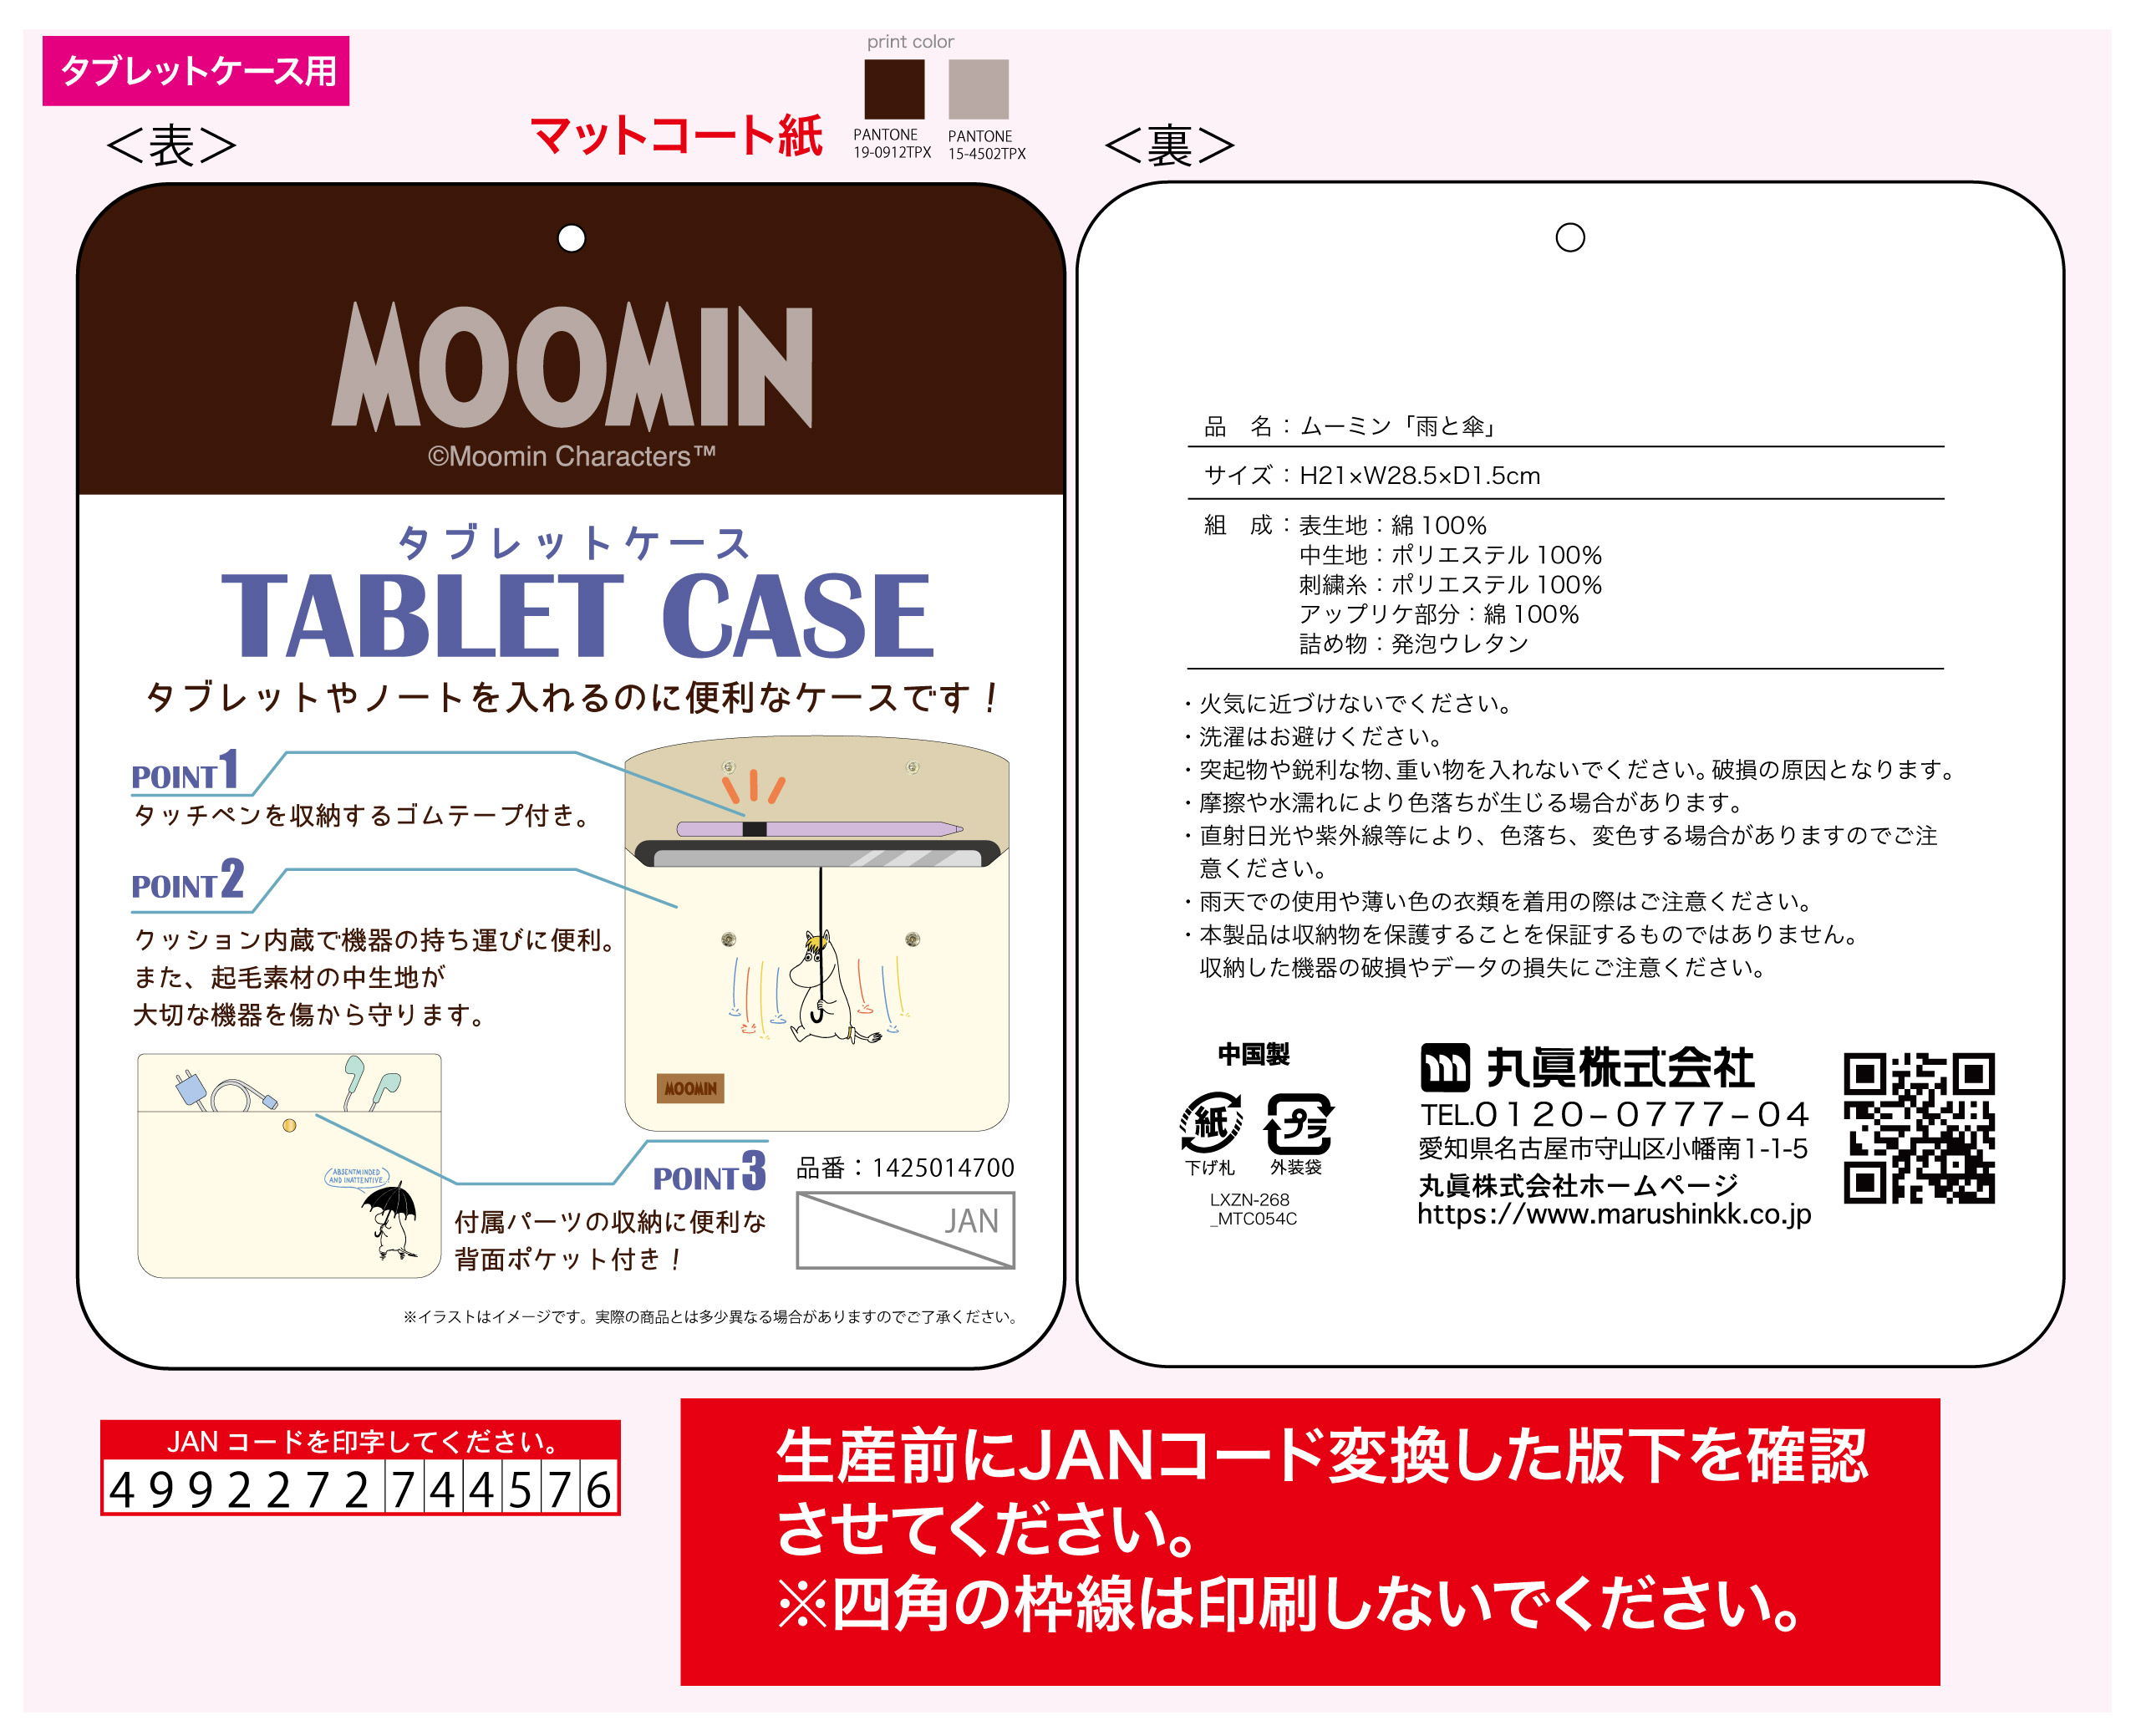 タブレットケース用
print color
PANTONE
19-0912TPX
PANTONE
15-4502TPX
マットコート紙
＜表＞
MOOMIN
©Moomin Characters™
タブレットケース
TABLET CASE
タブレットやノートを入れるのに便利なケースです！
POINT1
タッチペンを収納するゴムテープ付き。
POINT2
クッション内蔵で機器の持ち運びに便利。
また、起毛素材の中生地が
大切な機器を傷から守ります。
MOOMIN
ABSENTMINDED
AND INATTENTIVE
POINT3
付属パーツの収納に便利な
背面ポケット付き！
品番：1425014700
JAN
※イラストはイメージです。実際の商品とは多少異なる場合がありますのでご了承ください。
＜裏＞
品　名：ムーミン「雨と傘」
サイズ：H21×W28.5×D1.5cm
組　成：表生地：綿100%
中生地：ポリエステル100%
刺繍糸：ポリエステル100%
アップリケ部分：綿100%
詰め物：発泡ウレタン
・火気に近づけないでください。
・洗濯はお避けください。
・突起物や鋭利な物、重い物を入れないでください。破損の原因となります。
・摩擦や水濡れにより色落ちが生じる場合があります。
・直射日光や紫外線等により、色落ち、変色する場合がありますのでご注
意ください。
・雨天での使用や薄い色の衣類を着用の際はご注意ください。
・本製品は収納物を保護することを保証するものではありません。
収納した機器の破損やデータの損失にご注意ください。
中国製
紙
下げ札
プラ
外装袋
LXZN-268
_MTC054C
丸眞株式会社
TEL.0120-0777-04
愛知県名古屋市守山区小幡南1-1-5
丸眞株式会社ホームページ
https://www.marushinkk.co.jp
JANコードを印字してください。
4992272744576
生産前にJANコード変換した版下を確認
させてください。
※四角の枠線は印刷しないでください。